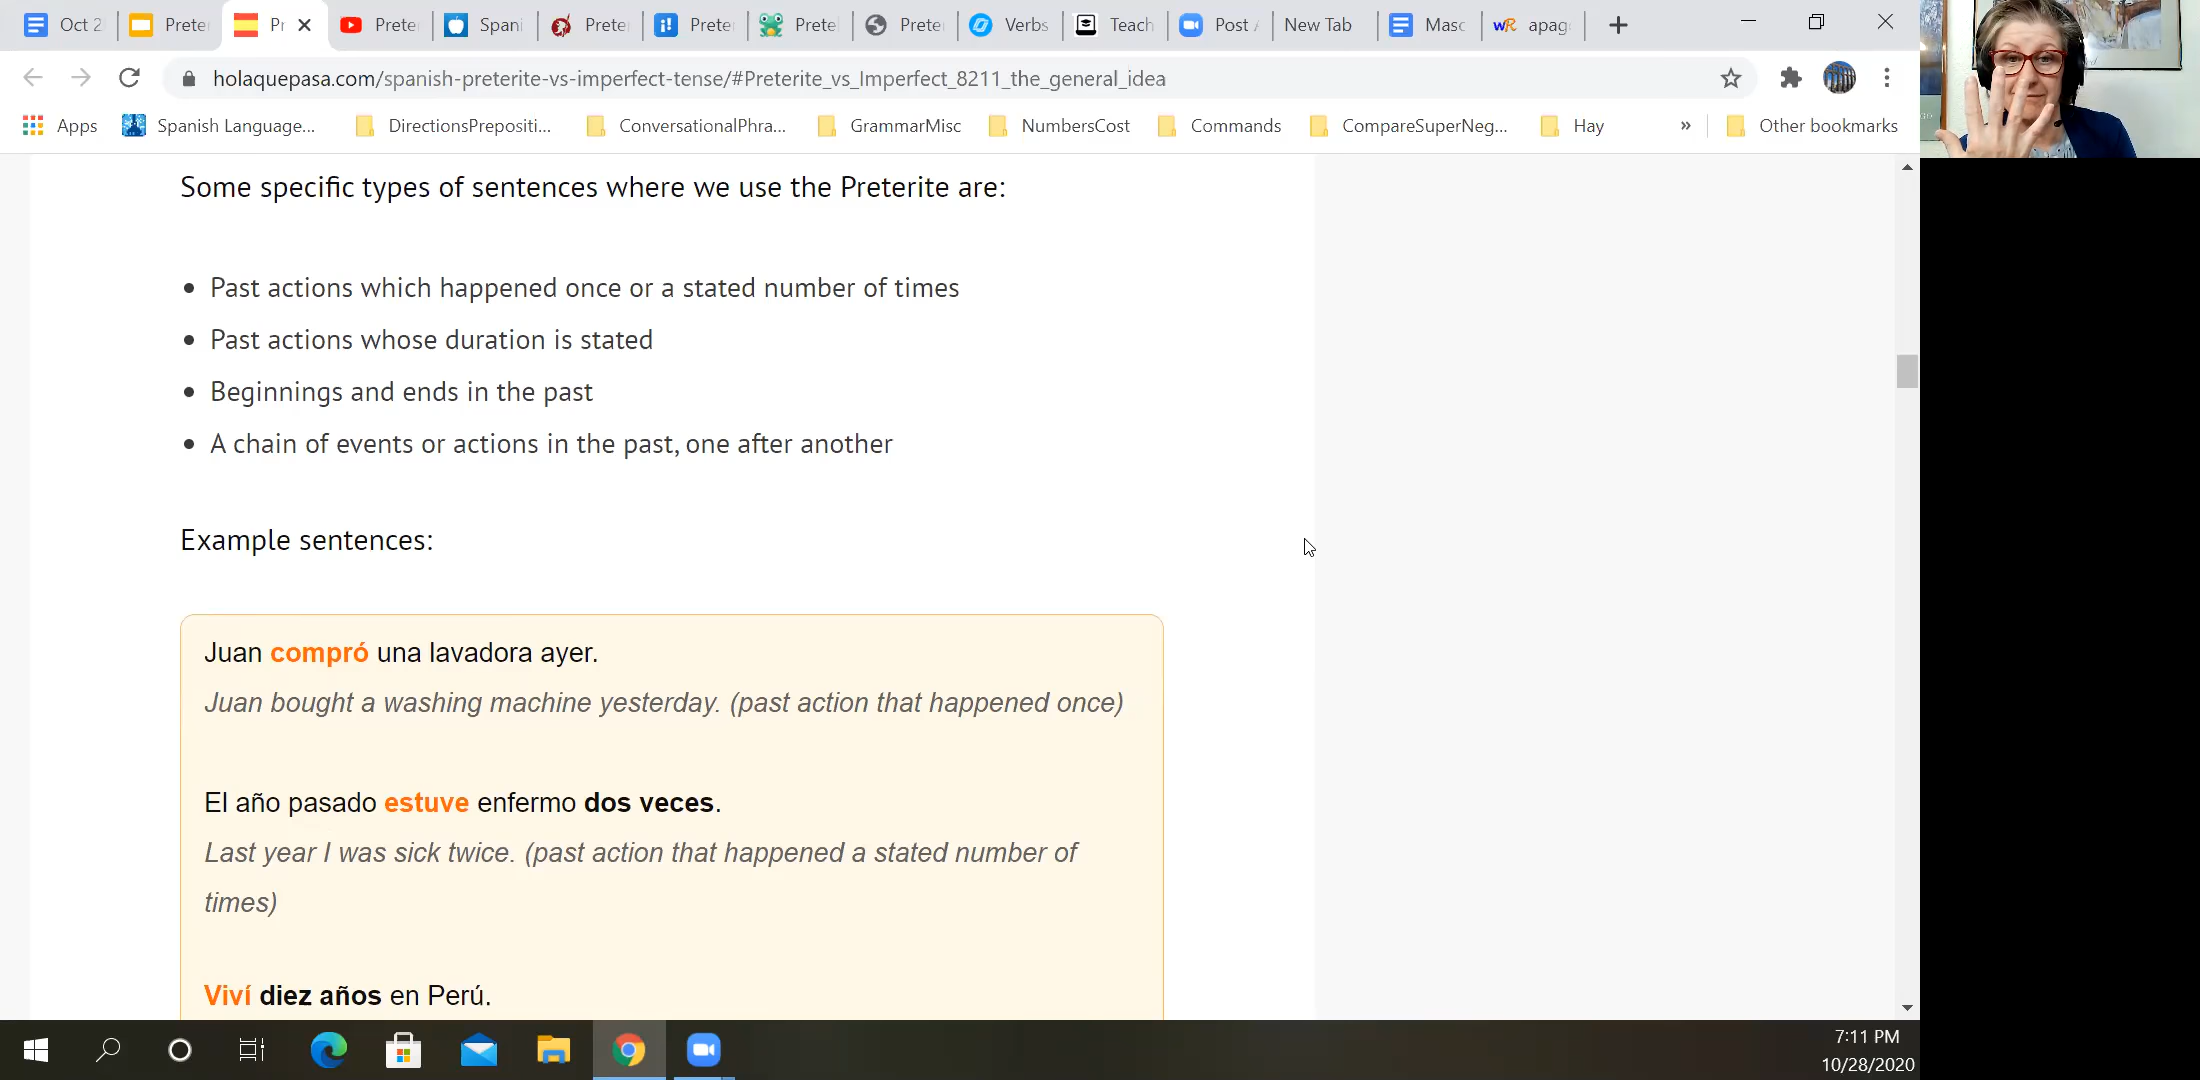 Oct 2
Preter
Pr
Preter
Spani
Preter
Preter
Prete
Preter
Verbs
Teach
Post A
New Tab
Masc
apag
holaquepasa.com/spanish-preterite-vs-imperfect-tense/#Preterite_vs_Imperfect_8211_the_general_idea
Apps
Spanish Language...
DirectionsPrepositi...
ConversationalPhra...
GrammarMisc
NumbersCost
Commands
CompareSuperNeg...
Hay
»
Other bookmarks
Some specific types of sentences where we use the Preterite are:
• Past actions which happened once or a stated number of times
• Past actions whose duration is stated
• Beginnings and ends in the past
• A chain of events or actions in the past, one after another
Example sentences:
Juan compró una lavadora ayer.
Juan bought a washing machine yesterday. (past action that happened once)
El año pasado estuve enfermo dos veces.
Last year I was sick twice. (past action that happened a stated number of
times)
Viví diez años en Perú.
7:11 PM
10/28/2020